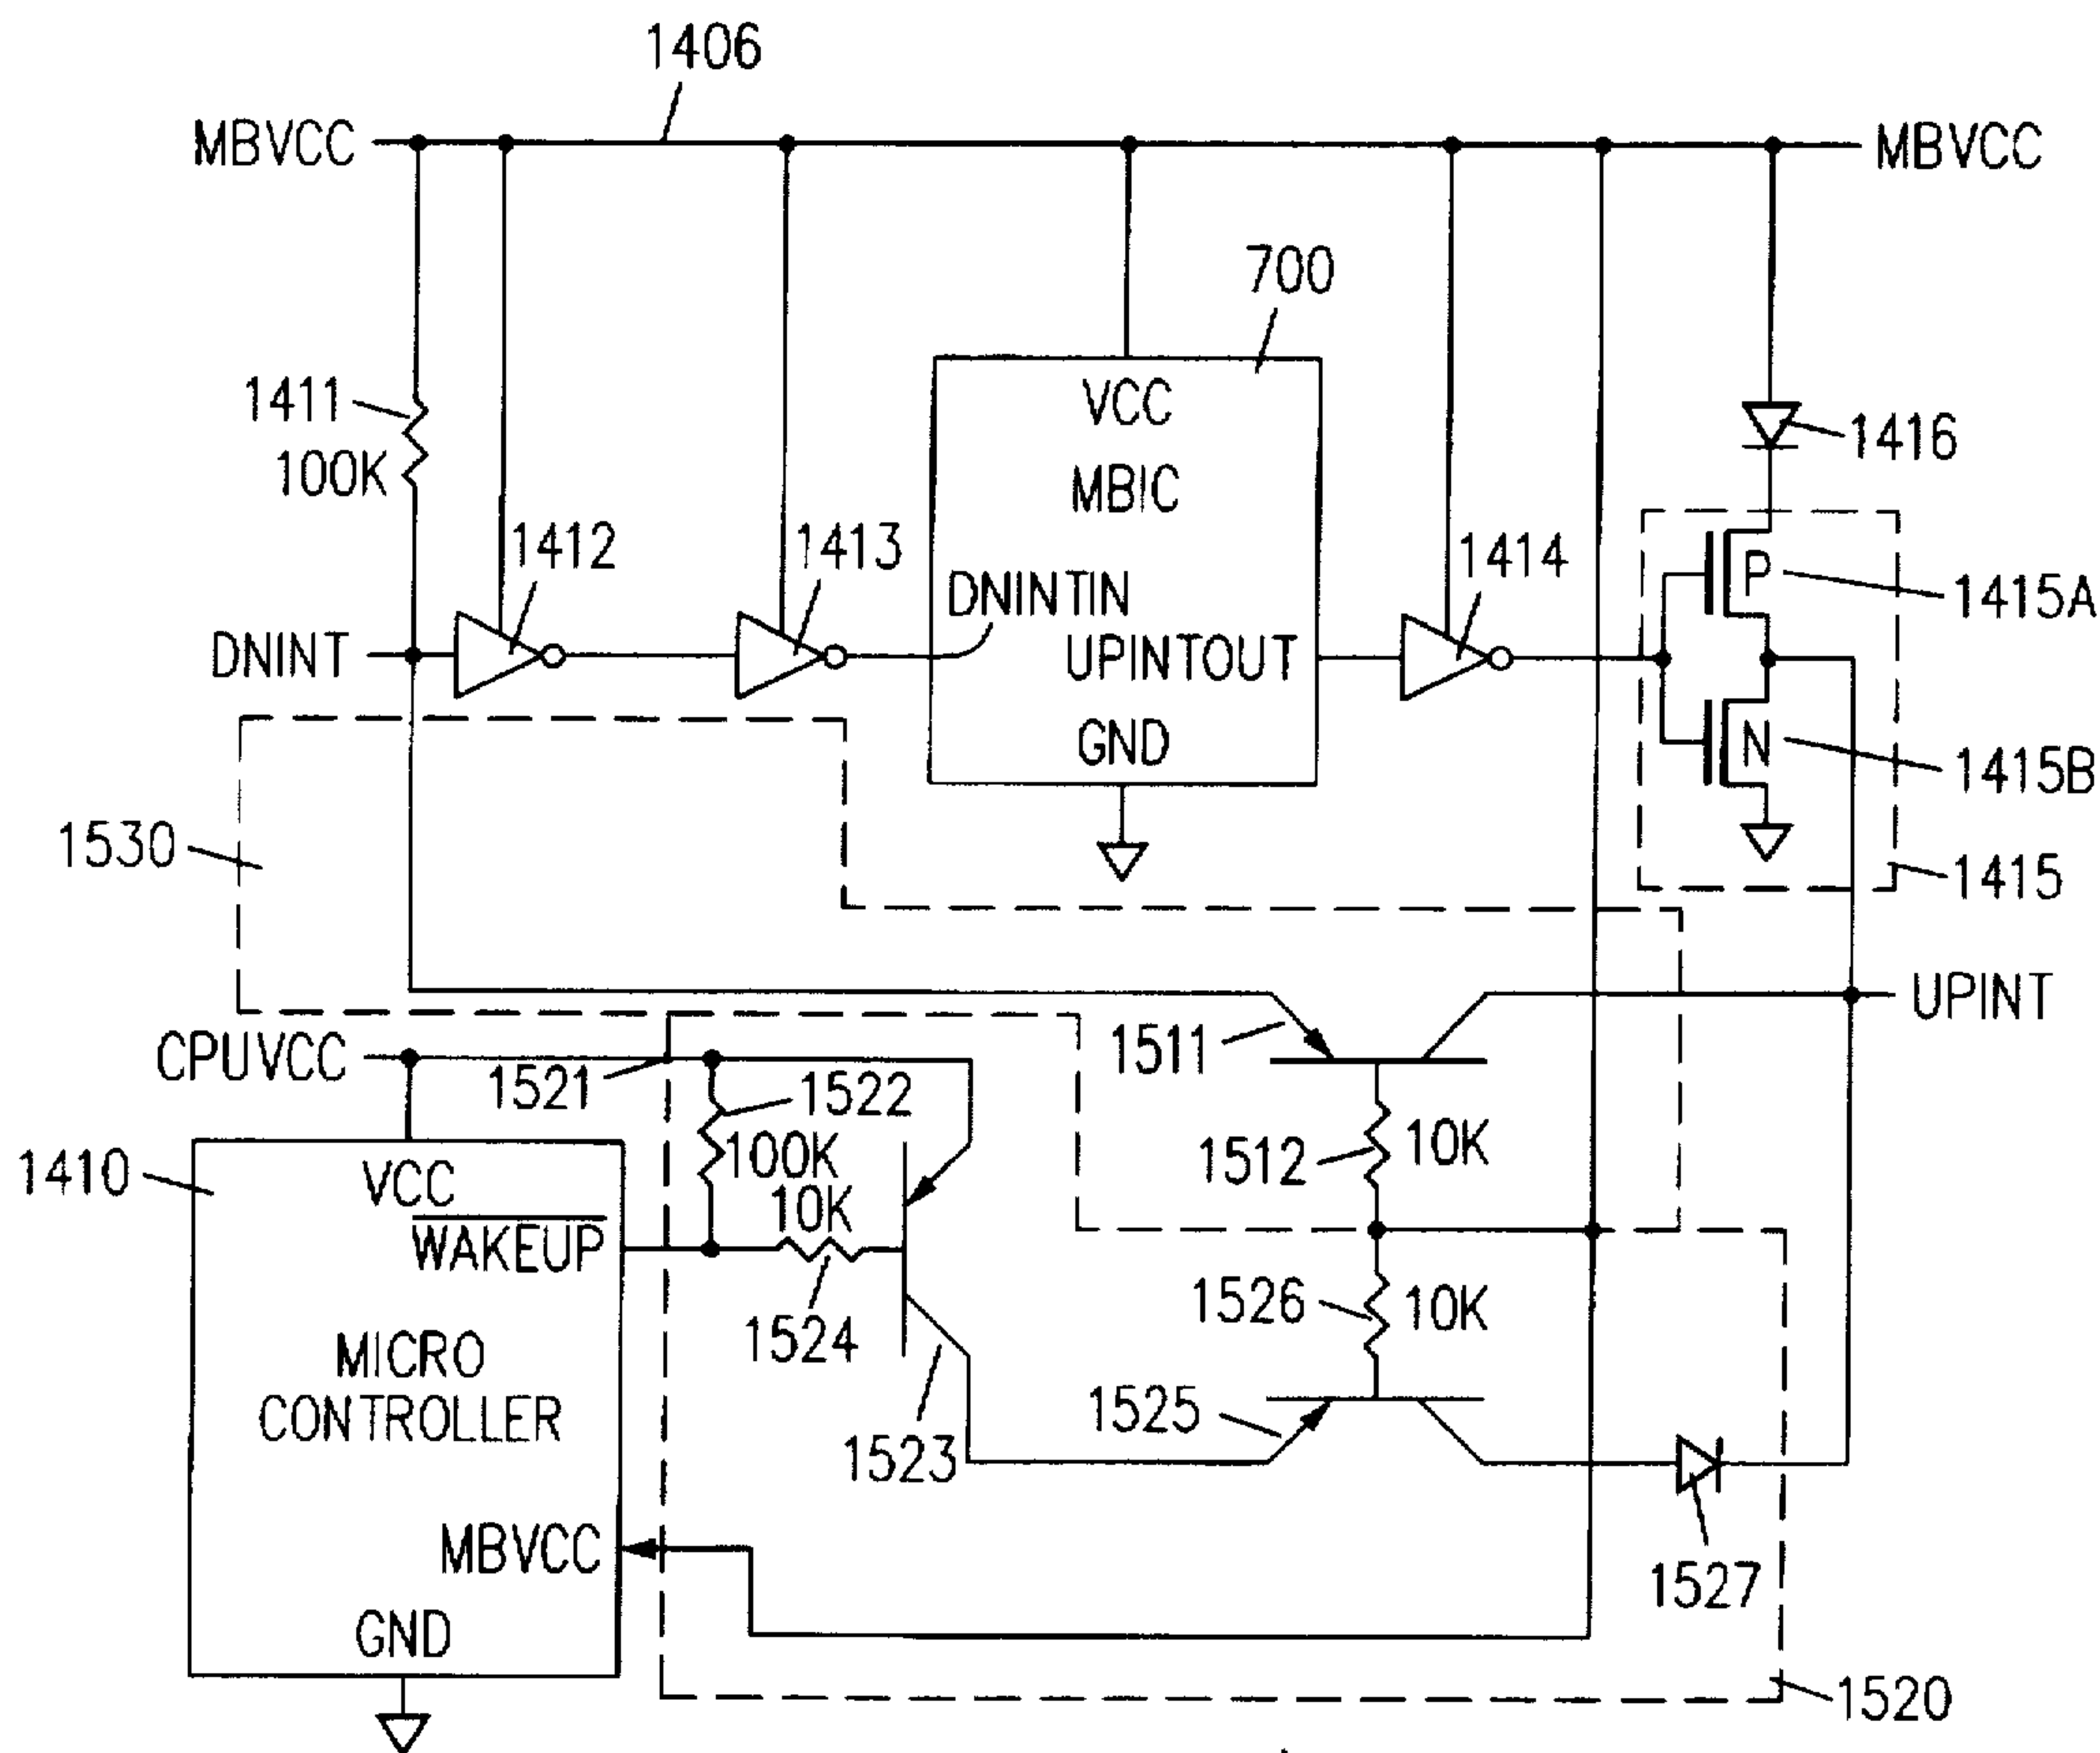 1406
MBVCC
MBVCC
700
1411
100K
VCC
MBIC
1416
1412
1413
1414
P
1415A
DNINTIN
DNINT
UPINTOUT
GND
N
1415B
1530
1415
UPINT
CPUVCC
1521
1522
1511
100K
10K
1512
10K
1410
VCC
WAKEUP
1524
1526
10K
MICRO
CONTROLLER
1523
1525
MBVCC
1527
GND
1520